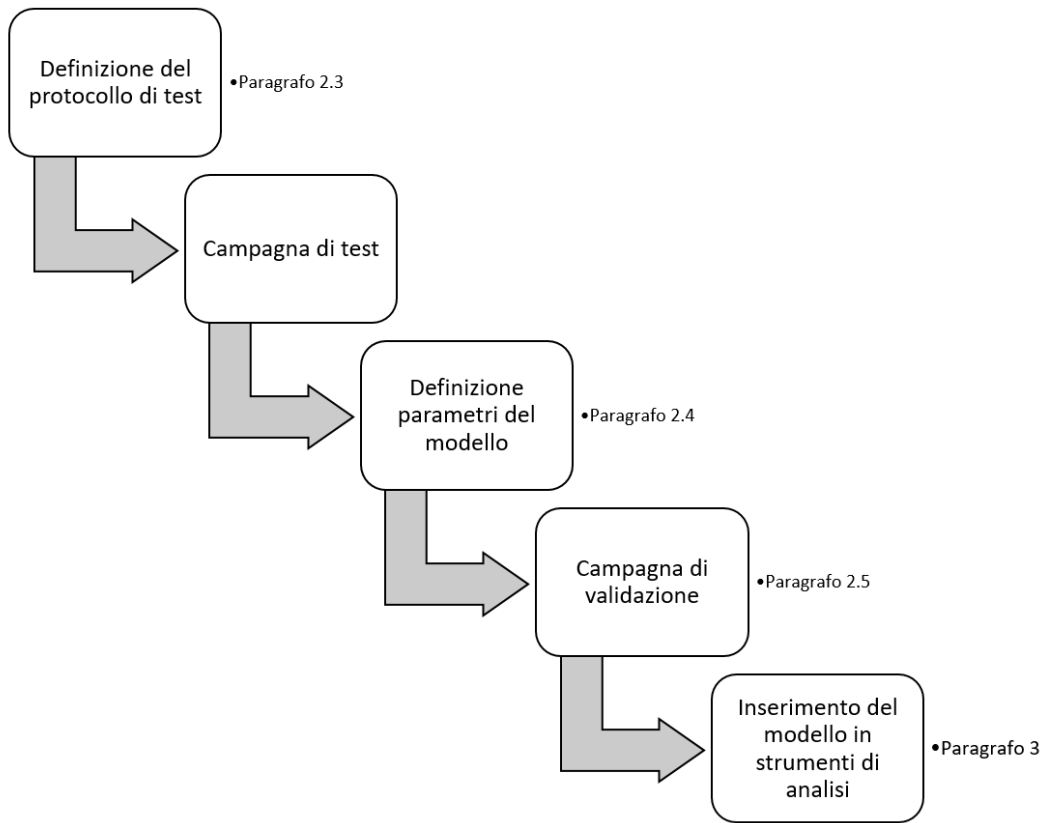 Definizione del
protocollo di test
•Paragrafo 2.3
Campagna di test
Definizione
parametri del
modello
•Paragrafo 2.4
Campagna di
validazione
•Paragrafo 2.5
Inserimento del
modello in
strumenti di
analisi
•Paragrafo 3